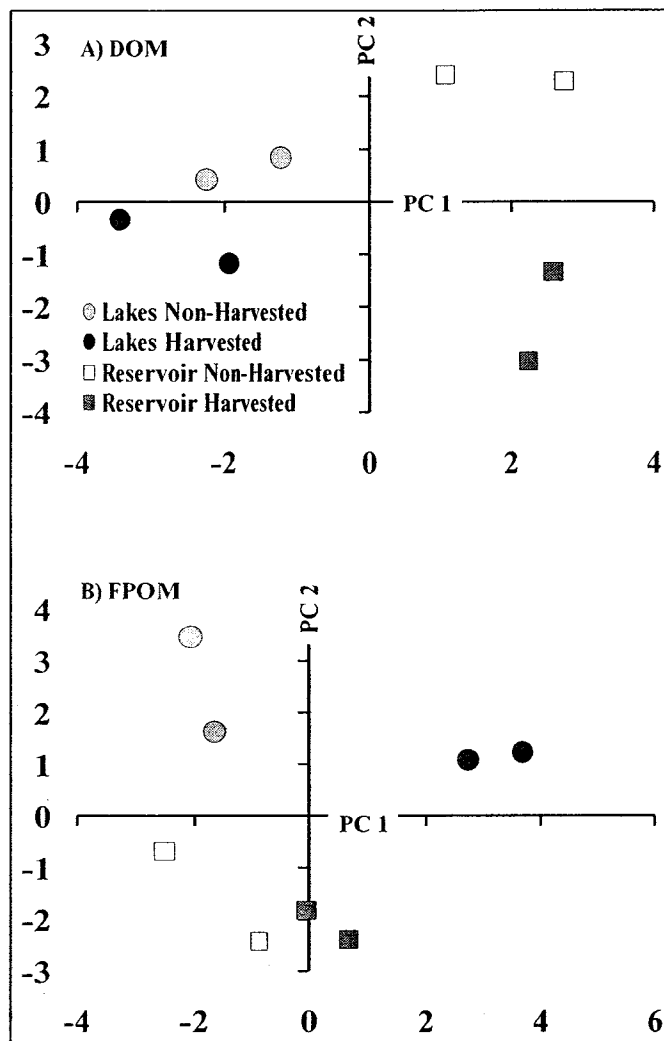 A) DOM
PC 2
3
2
1
0
-1
-2
-3
-4
PC 1
Lakes Non-Harvested
Lakes Harvested
Reservoir Non-Harvested
Reservoir Harvested
-4 -2 0 2 4
B) FPOM
PC 2
4
3
2
1
0
-1
-2
-3
PC 1
-4 -2 0 2 4 6